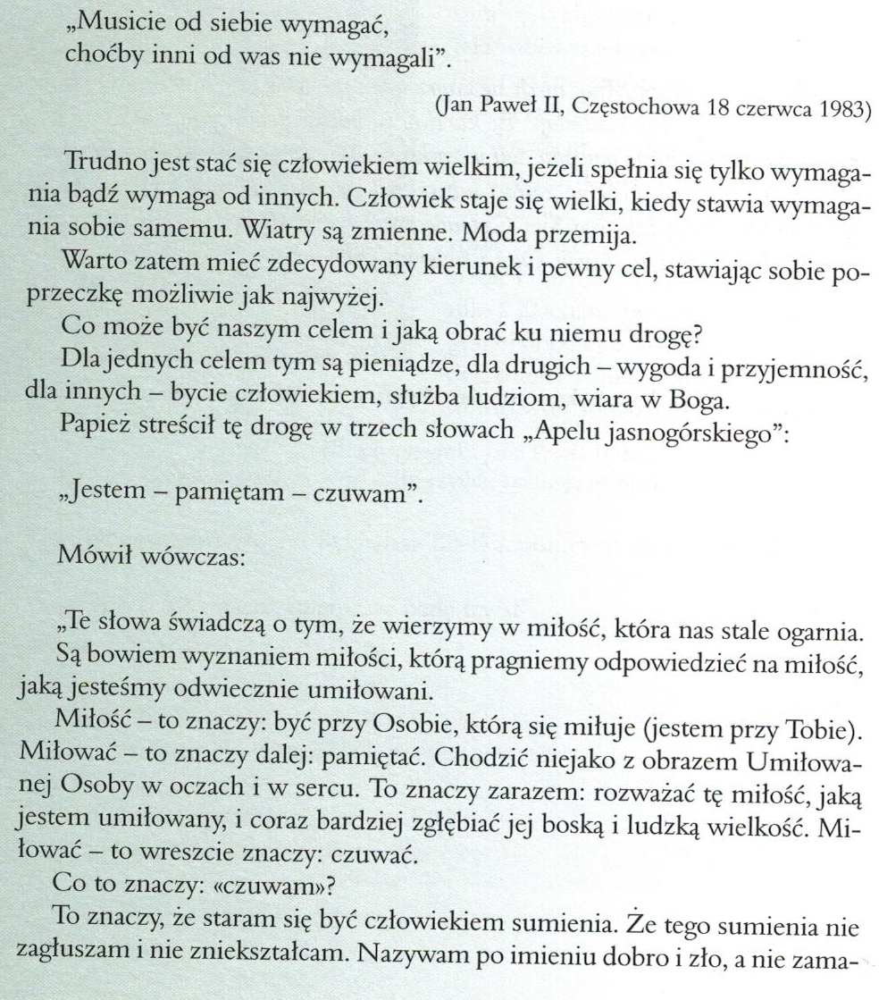 „Musicie od siebie wymagać,
choćby inni od was nie wymagali”.
(Jan Paweł II, Częstochowa 18 czerwca 1983)
Trudno jest stać się człowiekiem wielkim, jeżeli spełnia się tylko wymaga-
nia bądź wymaga od innych. Człowiek staje się wielki, kiedy stawia wymaga-
nia sobie samemu. Wiatry są zmienne. Moda przemija.
Warto zatem mieć zdecydowany kierunek i pewny cel, stawiając sobie po-
przeczkę możliwie jak najwyżej.
Co może być naszym celem i jaką obrać ku niemu drogę?
Dla jednych celem tym są pieniądze, dla drugich – wygoda i przyjemność,
dla innych – bycie człowiekiem, służba ludziom, wiara w Boga.
Papież streścił tę drogę w trzech słowach „Apelu jasnogórskiego”:
„Jestem – pamiętam – czuwam”.
Mówił wówczas:
„Te słowa świadczą o tym, że wierzymy w miłość, która nas stale ogarnia.
Są bowiem wyznaniem miłości, którą pragniemy odpowiedzieć na miłość,
jaką jesteśmy odwiecznie umiłowani.
Miłość – to znaczy: być przy Osobie, którą się miłuje (jestem przy Tobie).
Miłować – to znaczy dalej: pamiętać. Chodzić niejako z obrazem Umiłowa-
nej Osoby w oczach i w sercu. To znaczy zarazem: rozważać tę miłość, jaką
jestem umiłowany, i coraz bardziej zgłębiać jej boską i ludzką wielkość. Mi-
łować – to wreszcie znaczy: czuwać.
Co to znaczy: «czuwam»?
To znaczy, że staram się być człowiekiem sumienia. Że tego sumienia nie
zagłuszam i nie zniekształcam. Nazywam po imieniu dobro i zło, a nie zama-